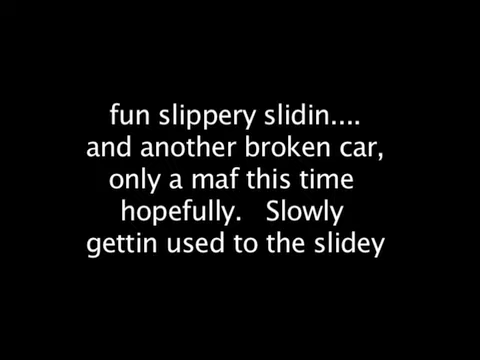 fun slippery slidin....
and another broken car,
only a maf this time
hopefully.   Slowly
gettin used to the slidey